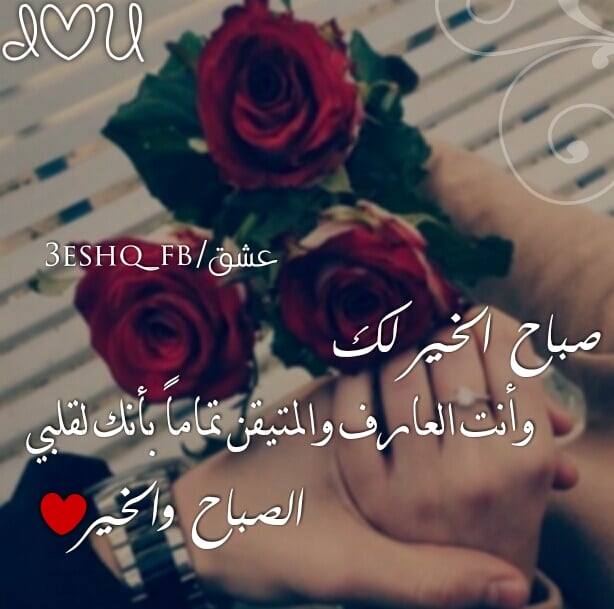 I♡U
عشق/3ESHQ_FB
صباح الخير لك
وأنت العارف والمتيقن تماماً بأنك لقلبي
الصباح والخير❤